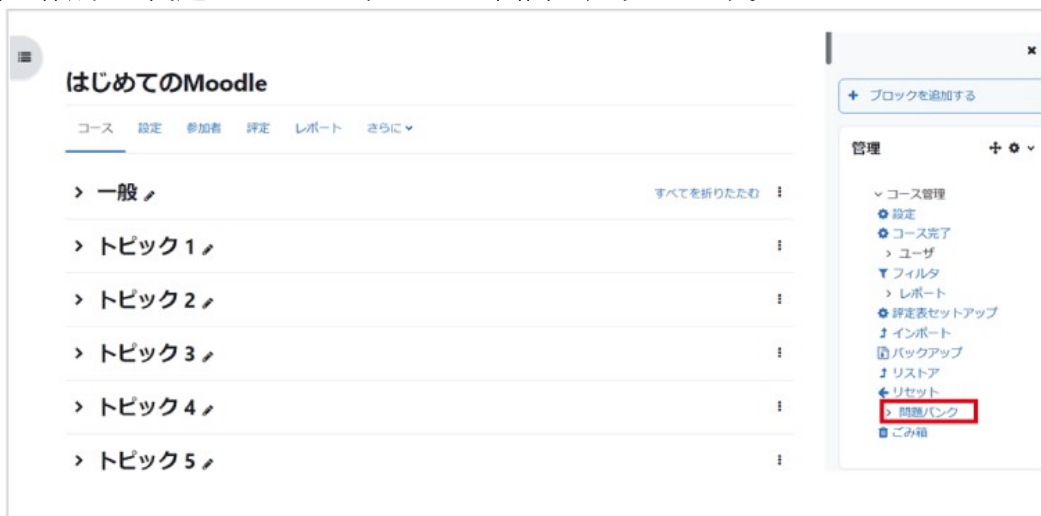 はじめてのMoodle
コース 設定 参加者 評定 レポート さらに
一般
すべてを折りたたむ
トピック 1
トピック 2
トピック 3
トピック 4
トピック 5
+ ブロックを追加する
管理
コース管理
設定
コース完了
ユーザ
フィルタ
レポート
評定表セットアップ
インポート
バックアップ
リストア
リセット
問題バンク
ごみ箱